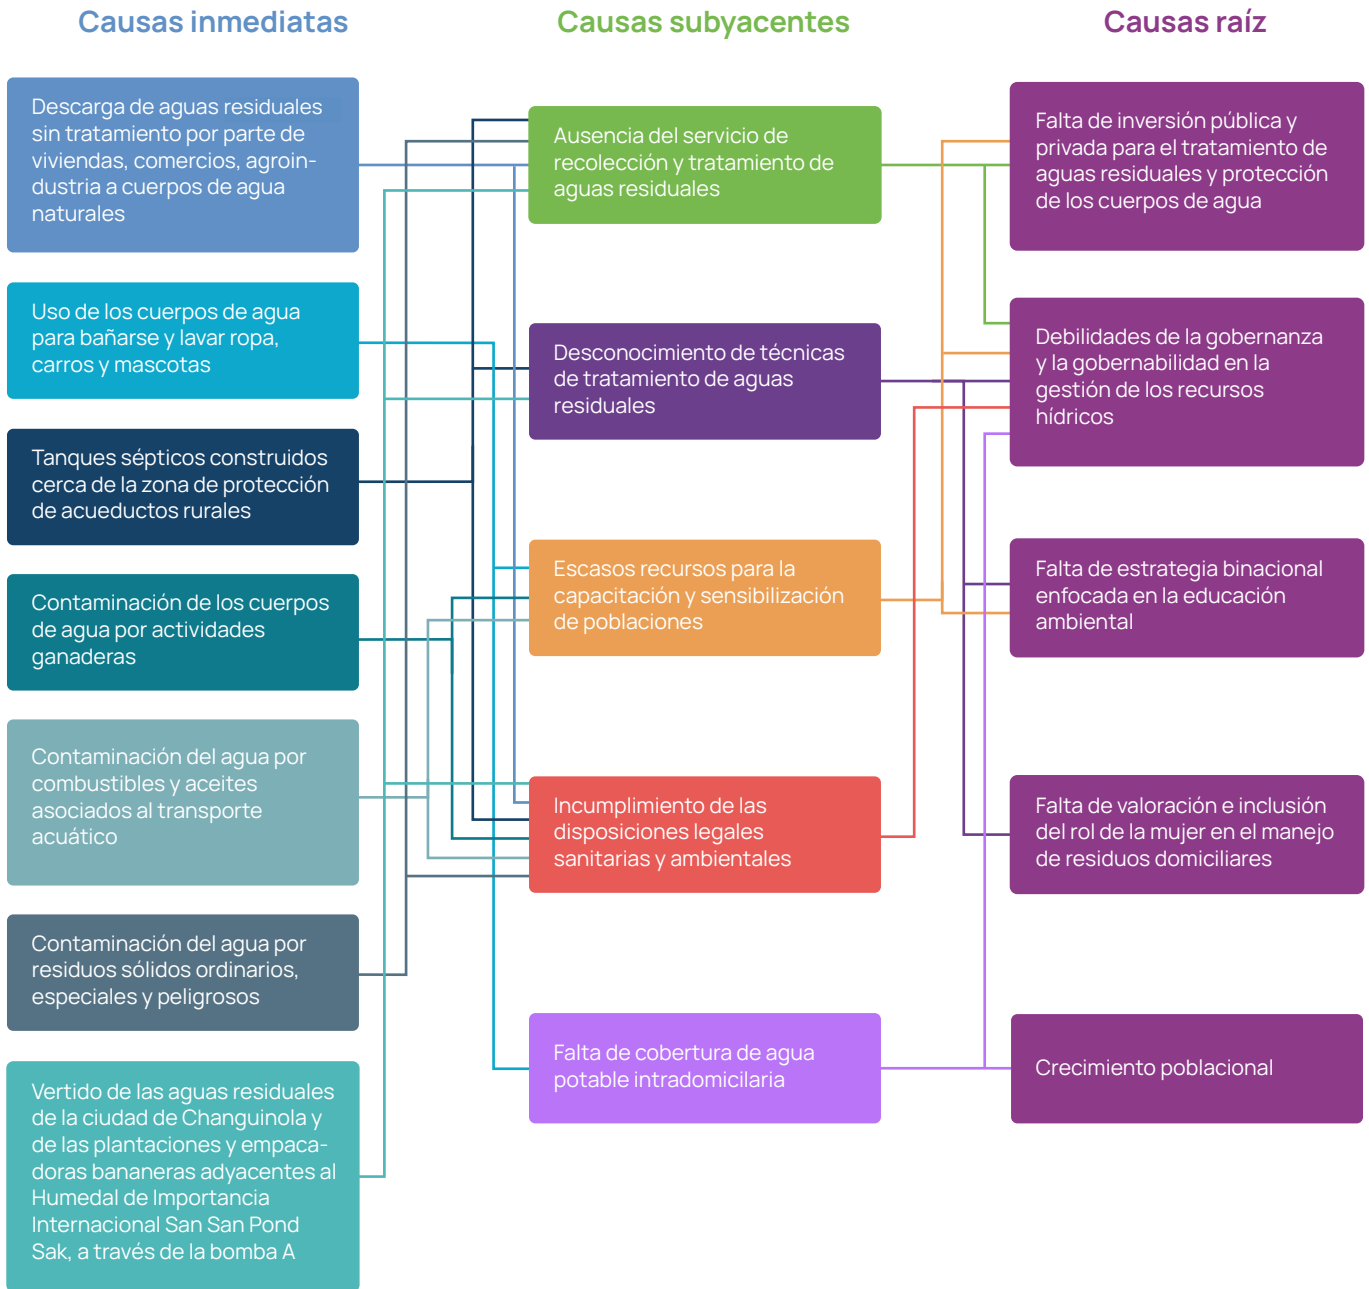 Causas inmediatas
Descarga de aguas residuales
sin tratamiento por parte de
viviendas, comercios, agroin-
dustria a cuerpos de agua
naturales
Uso de los cuerpos de agua
para bañarse y lavar ropa,
carros y mascotas
Tanques sépticos construidos
cerca de la zona de protección
de acueductos rurales
Contaminación de los cuerpos
de agua por actividades
ganaderas
Contaminación del agua por
combustibles y aceites
asociados al transporte
acuático
Contaminación del agua por
residuos sólidos ordinarios,
especiales y peligrosos
Vertido de las aguas residuales
de la ciudad de Changuinola y
de las plantaciones y empaca-
doras bananeras adyacentes al
Humedal de Importancia
Internacional San San Pond
Sak, a través de la bomba A
Causas subyacentes
Ausencia del servicio de
recolección y tratamiento de
aguas residuales
Desconocimiento de técnicas
de tratamiento de aguas
residuales
Escasos recursos para la
capacitación y sensibilización
de poblaciones
Incumplimiento de las
disposiciones legales
sanitarias y ambientales
Falta de cobertura de agua
potable intradomicilaria
Causas raíz
Falta de inversión pública y
privada para el tratamiento de
aguas residuales y protección
de los cuerpos de agua
Debilidades de la gobernanza
y la gobernabilidad en la
gestión de los recursos
hídricos
Falta de estrategia binacional
enfocada en la educación
ambiental
Falta de valoración e inclusión
del rol de la mujer en el manejo
de residuos domiciliares
Crecimiento poblacional